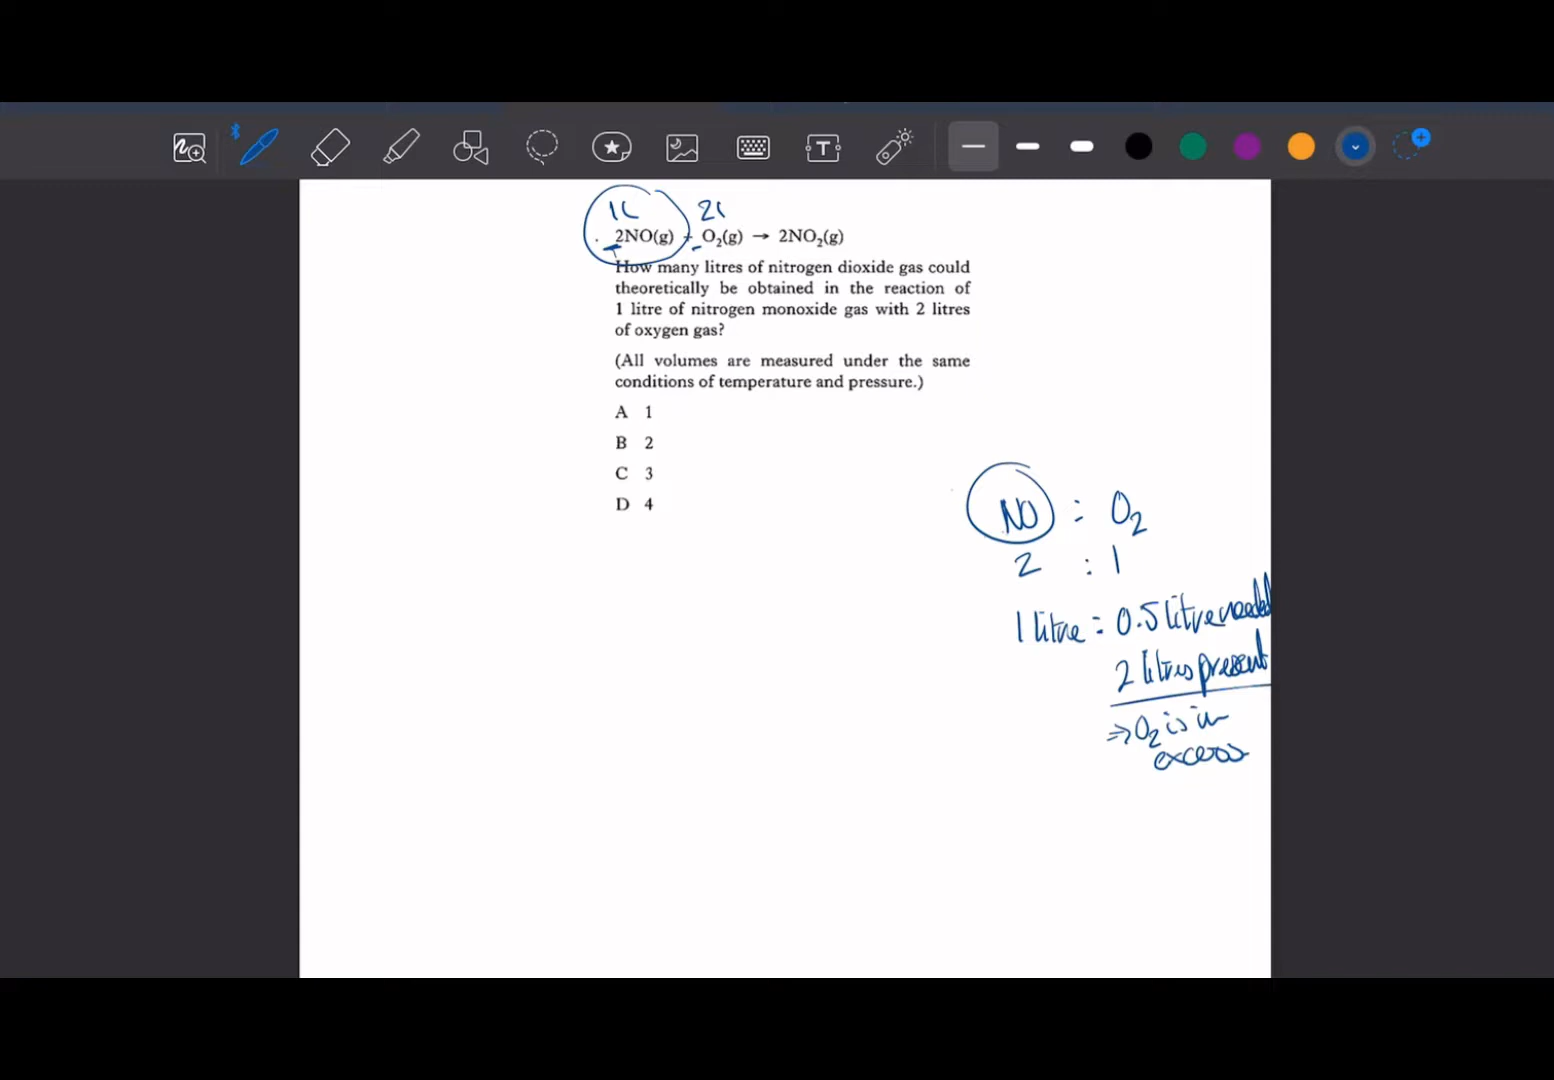 1L 2L
2NO(g) + O₂(g) → 2NO₂(g)
How many litres of nitrogen dioxide gas could
theoretically be obtained in the reaction of
1 litre of nitrogen monoxide gas with 2 litres
of oxygen gas?
(All volumes are measured under the same
conditions of temperature and pressure.)
A 1
B 2
C 3
D 4
NO : O₂
2 : 1
1 litre : 0.5 litre needed
2 litres present
⇒ O₂ is in
excess